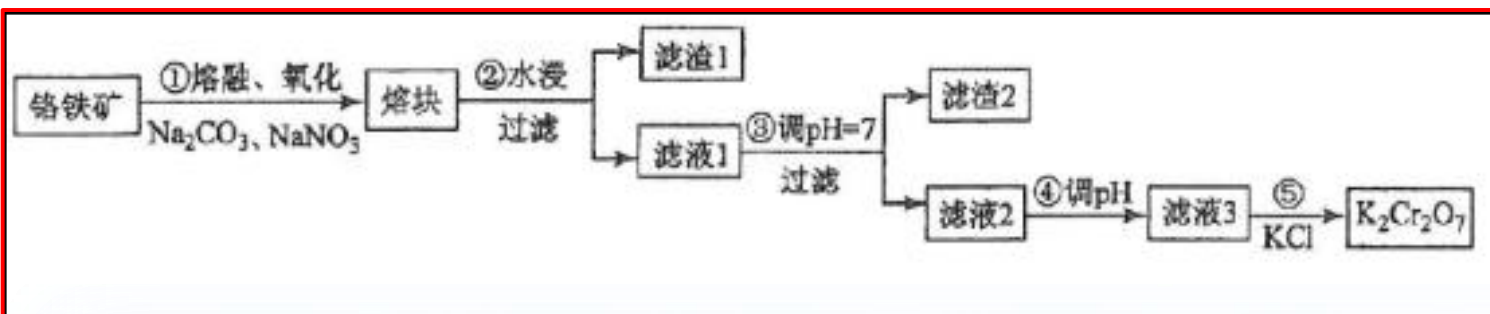 铬铁矿
①熔融、氧化
Na₂CO₃、NaNO₃
熔块
②水浸
过滤
滤渣1
滤液1
③调pH=7
过滤
滤渣2
滤液2
④调pH
滤液3
⑤
KCl
K₂Cr₂O₇